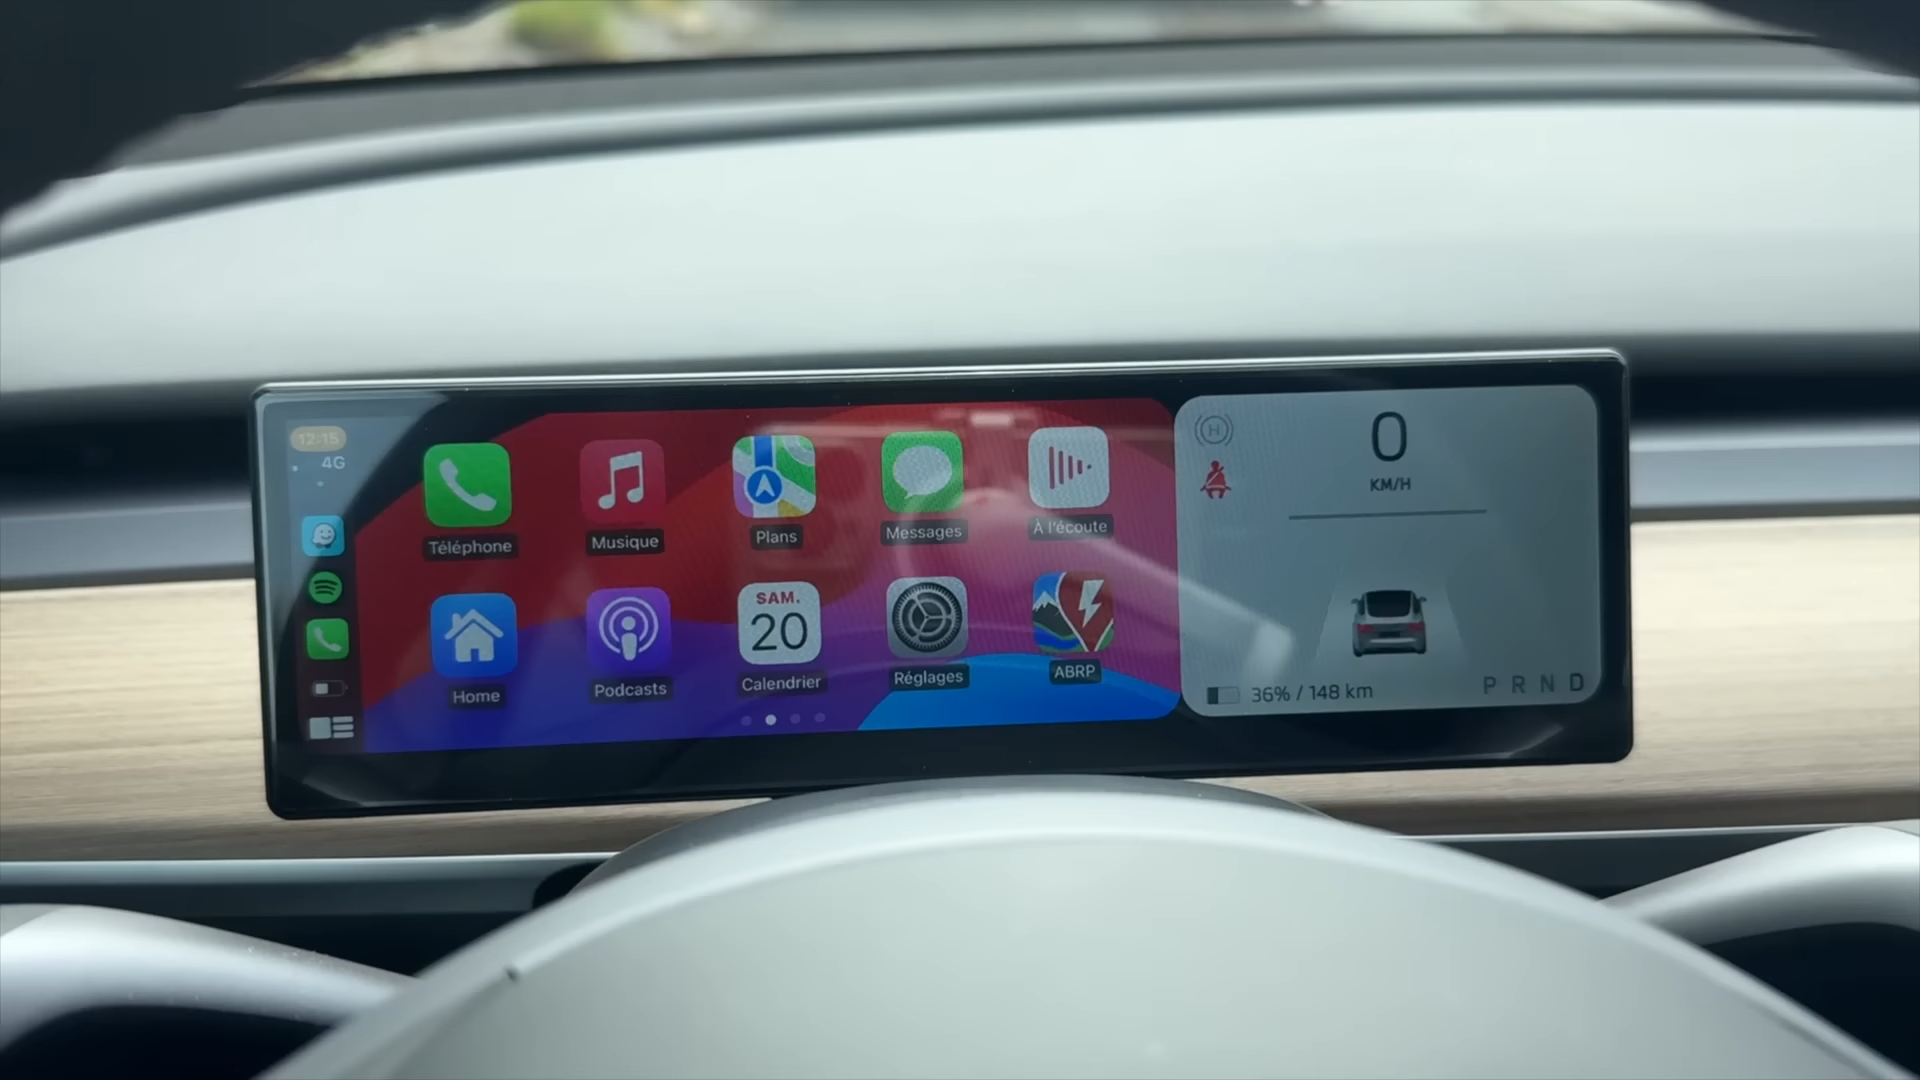 12:15
4G
Téléphone
Musique
Plans
Messages
À l'écoute
Home
Podcasts
SAM.
20
Calendrier
Réglages
ABRP
H
0
KM/H
36% / 148 km
P R N D